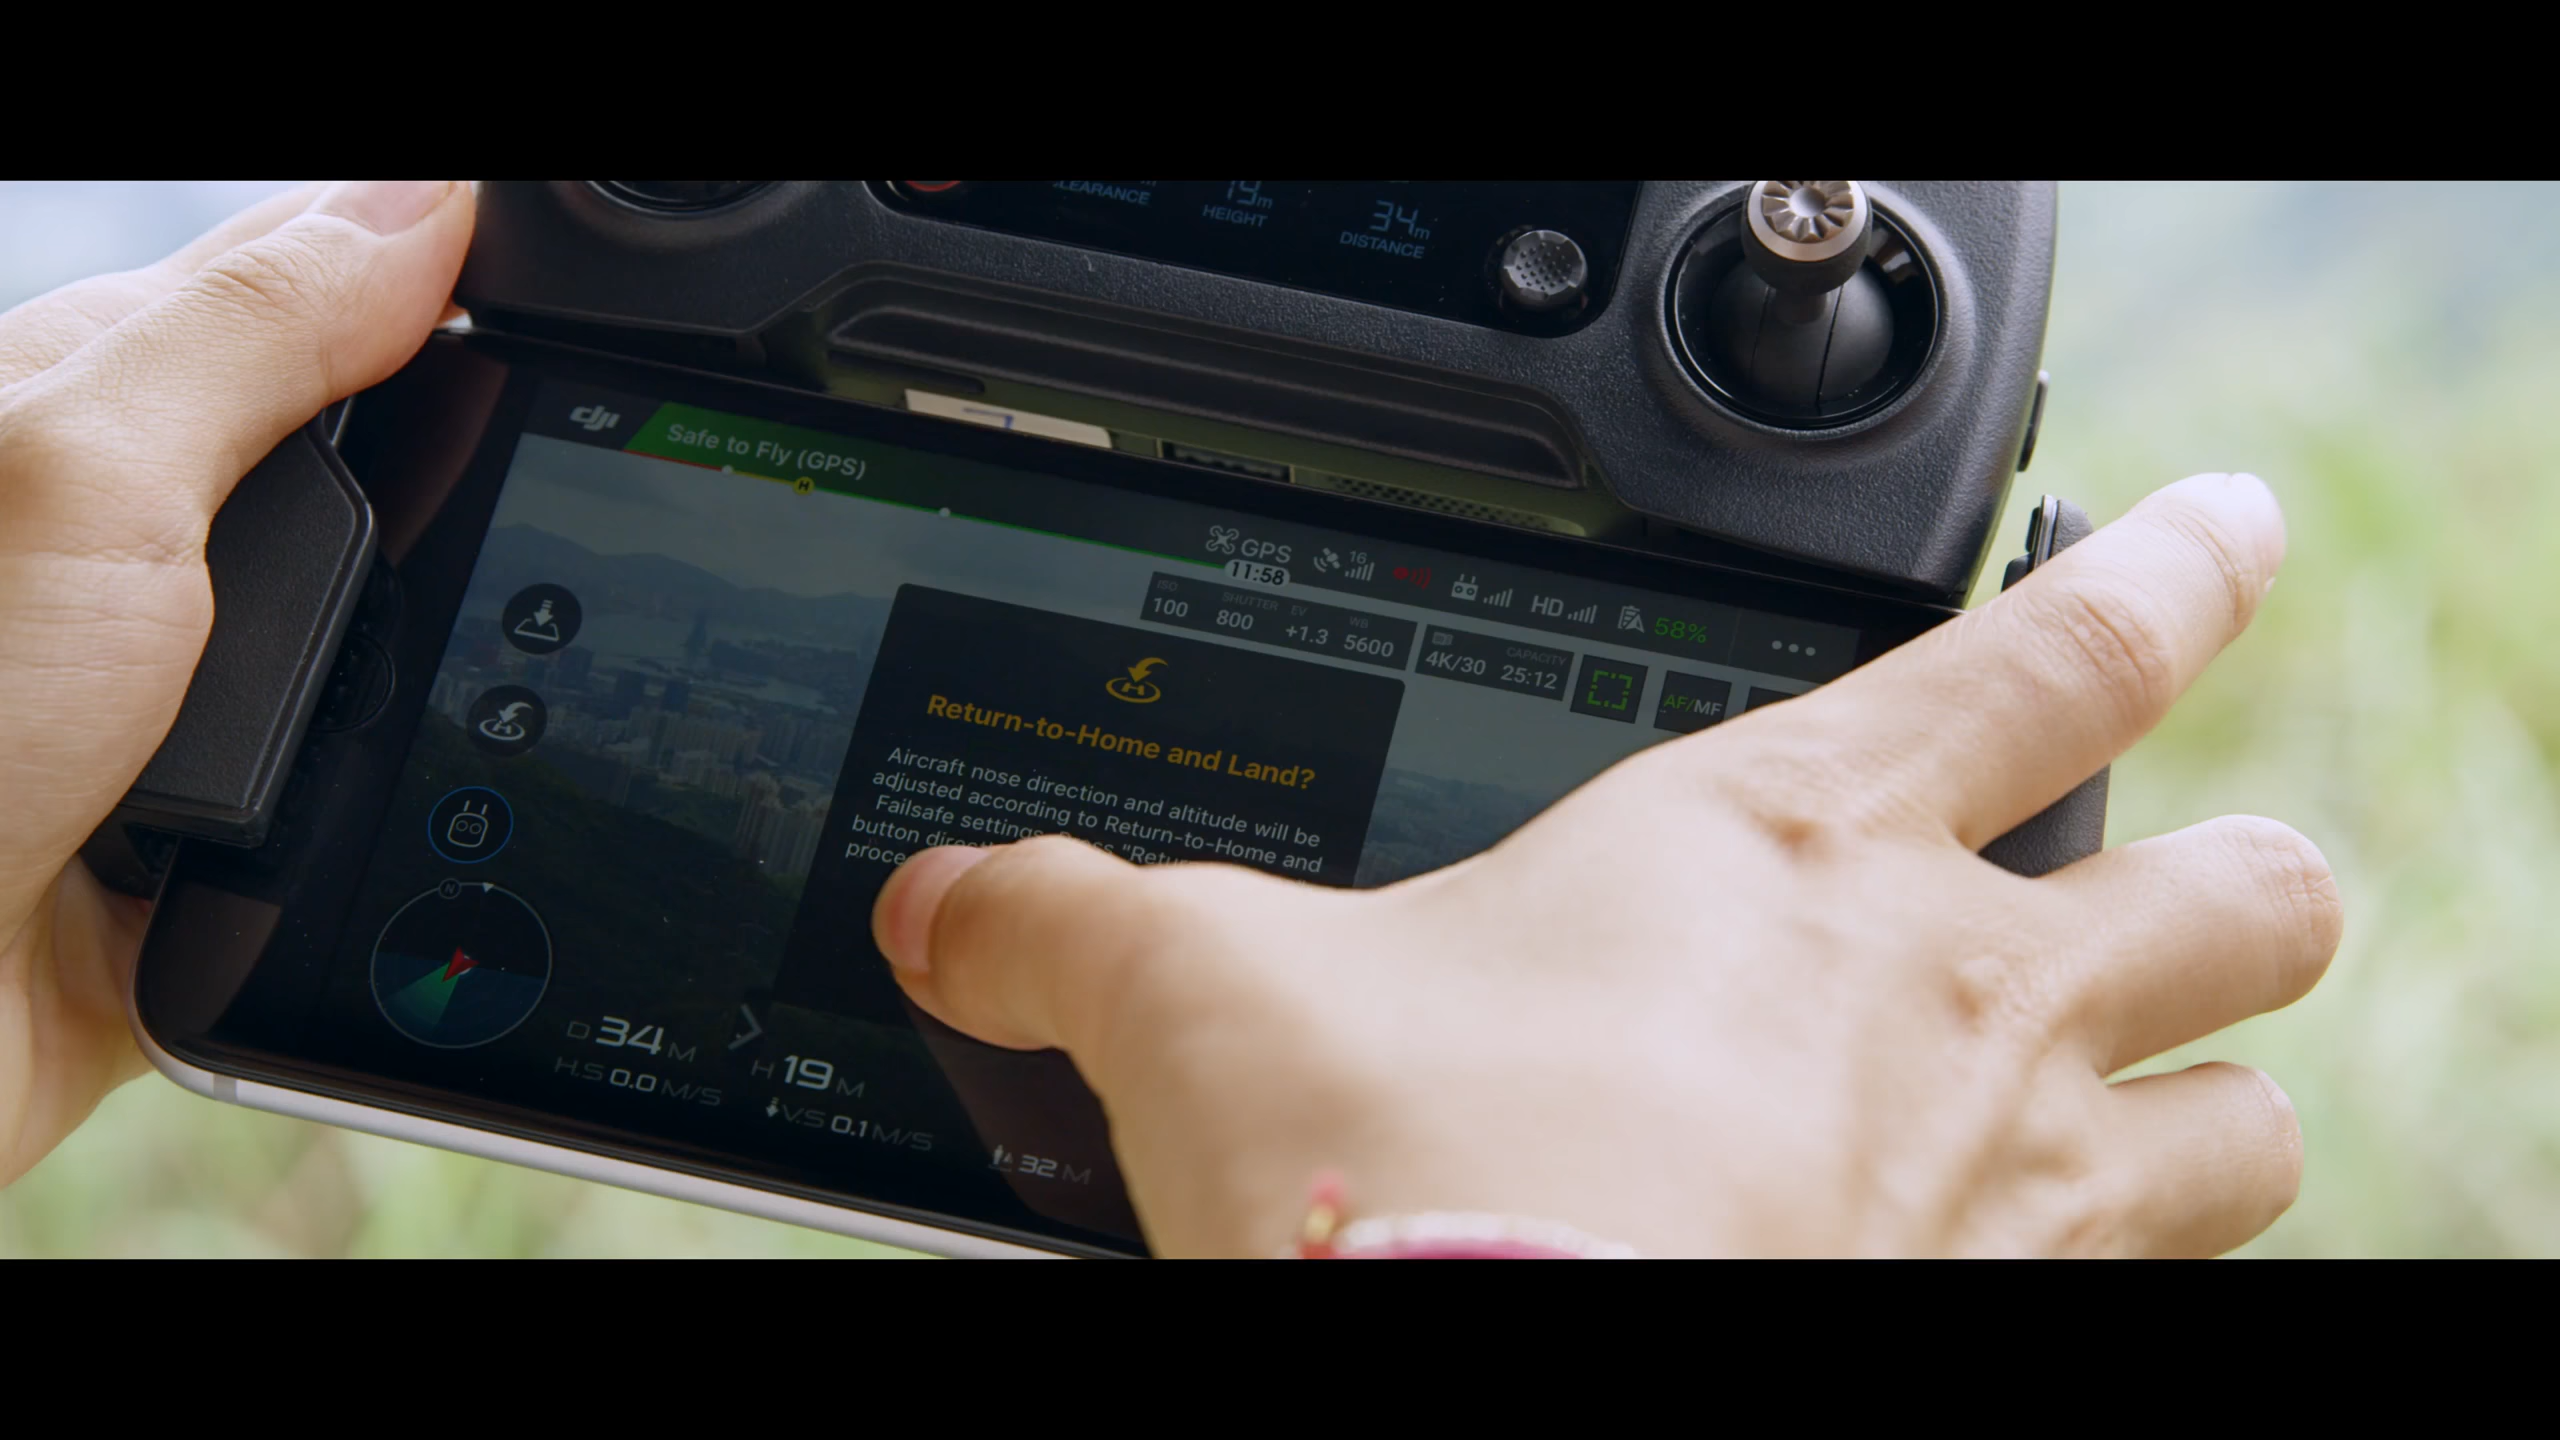 19m
HEIGHT
34m
DISTANCE
dji
Safe to Fly (GPS)
H
GPS
16
HD
58%
11:58
ISO
100
SHUTTER
800
EV
+1.3
WB
5600
4K/30
CAPACITY
25:12
AF/MF
H
Return-to-Home and Land?
Aircraft nose direction and altitude will be
adjusted according to Return-to-Home and
Failsafe settings.
button
N
D 34 M
H 19 M
H.S 0.0 M/S
V.S 0.1 M/S
32 M